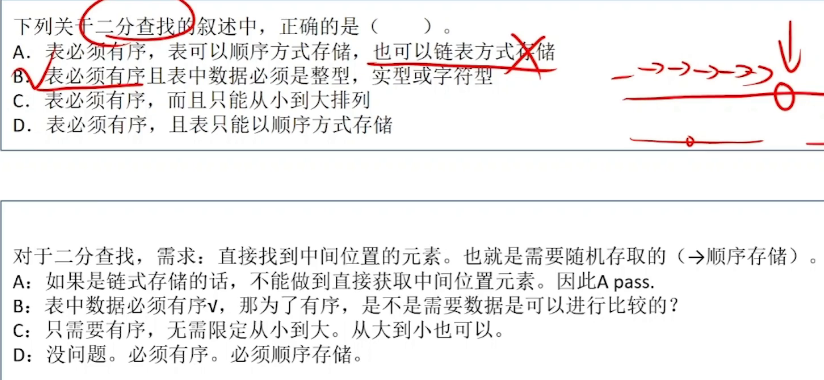 下列关于二分查找的叙述中，正确的是（　　）。
A．表必须有序，表可以顺序方式存储，也可以链表方式存储
B．表必须有序且表中数据必须是整型，实型或字符型
C．表必须有序，而且只能从小到大排列
D．表必须有序，且表只能以顺序方式存储
对于二分查找，需求：直接找到中间位置的元素。也就是需要随机存取的（→顺序存储）。
A：如果是链式存储的话，不能做到直接获取中间位置元素。因此A pass.
B：表中数据必须有序√，那为了有序，是不是需要数据是可以进行比较的？
C：只需要有序，无需限定从小到大。从大到小也可以。
D：没问题。必须有序。必须顺序存储。